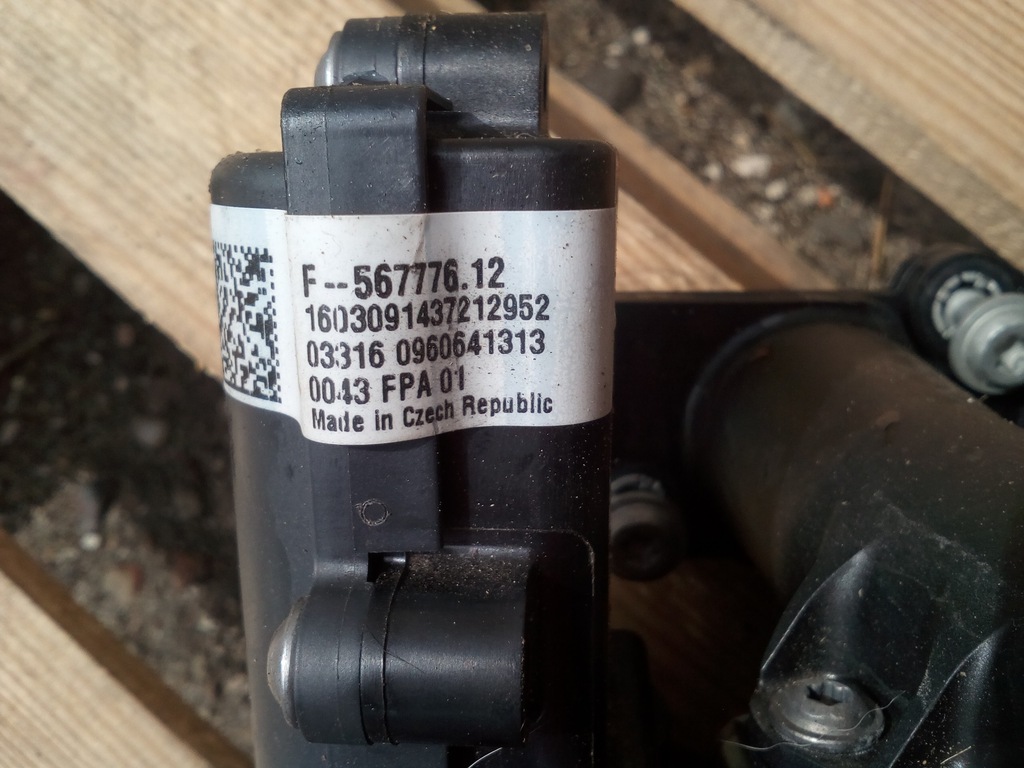 F--567776.12
1603091437212952
03316 0960641313
0043 FPA 01
Made in Czech Republic